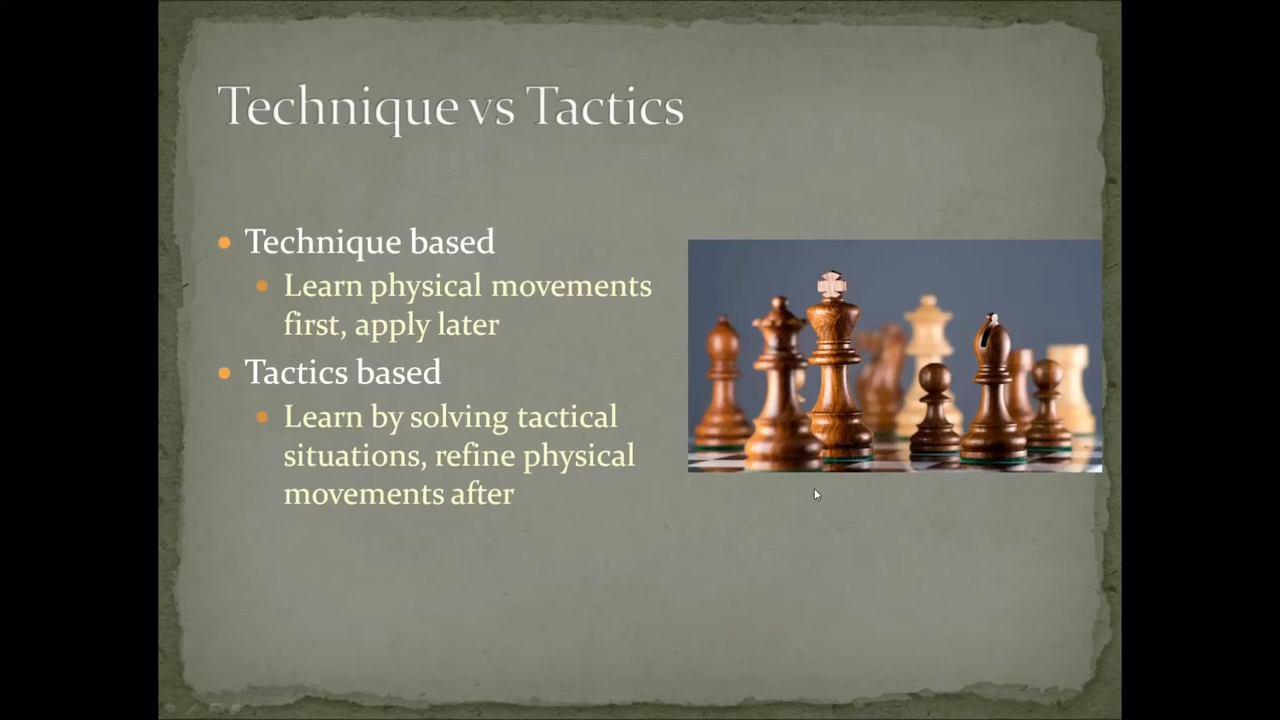 Technique vs Tactics
Technique based
Learn physical movements
first, apply later
Tactics based
Learn by solving tactical
situations, refine physical
movements after